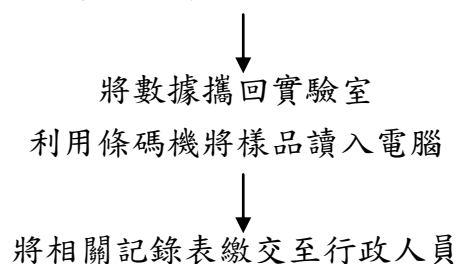 將數據攜回實驗室
利用條碼機將樣品讀入電腦
將相關記錄表繳交至行政人員